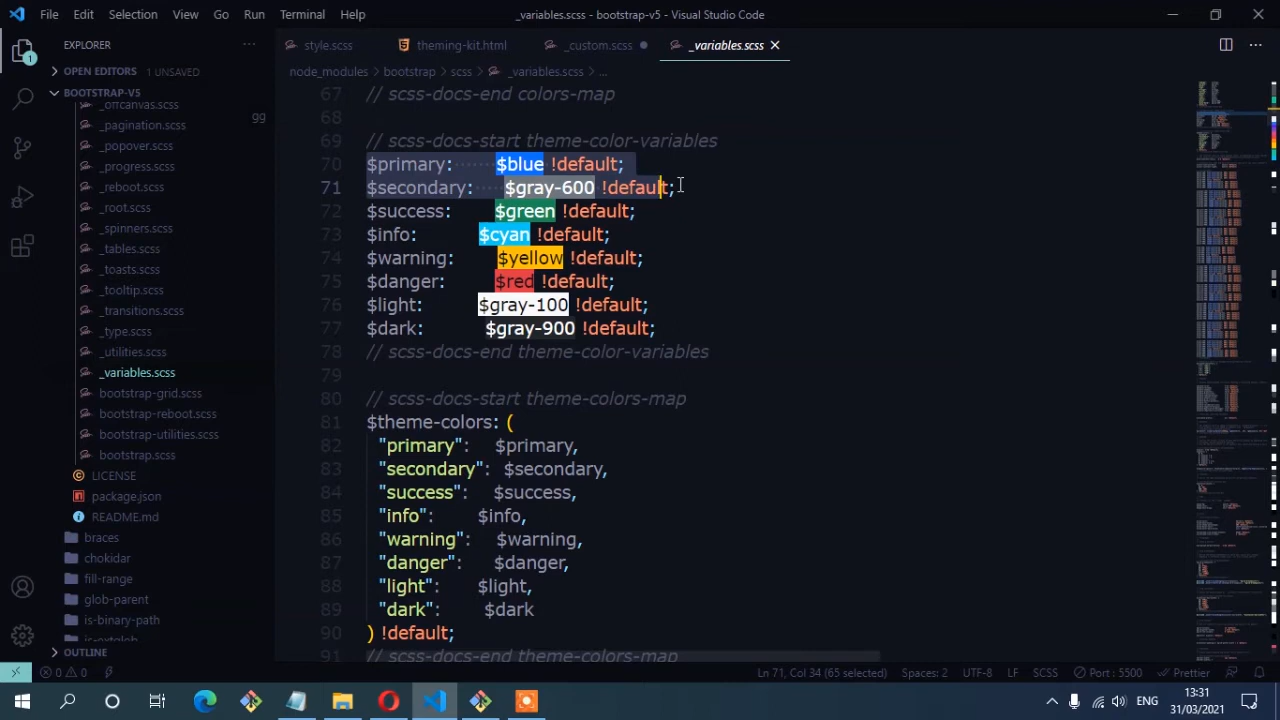 File Edit Selection View Go Run Terminal Help
_variables.scss - bootstrap-v5 - Visual Studio Code
EXPLORER
style.scss
theming-kit.html
_custom.scss
_variables.scss
OPEN EDITORS 1 UNSAVED
node_modules > bootstrap > scss > _variables.scss > ...
BOOTSTRAP-V5
_offcanvas.scss
gg
_pagination.scss
_popover.scss
_progress.scss
_reboot.scss
_root.scss
_spinners.scss
_tables.scss
_toasts.scss
_tooltip.scss
_transitions.scss
_type.scss
_utilities.scss
_variables.scss
bootstrap-grid.scss
bootstrap-reboot.scss
bootstrap-utilities.scss
bootstrap.scss
LICENSE
package.json
README.md
braces
chokidar
fill-range
glob-parent
is-binary-path
is-extglob
OUTLINE
67 // scss-docs-end colors-map
68
69 // scss-docs-start theme-color-variables
70 $primary: $blue !default;
71 $secondary: $gray-600 !default;
72 $success: $green !default;
73 $info: $cyan !default;
74 $warning: $yellow !default;
75 $danger: $red !default;
76 $light: $gray-100 !default;
77 $dark: $gray-900 !default;
78 // scss-docs-end theme-color-variables
79
80 // scss-docs-start theme-colors-map
81 $theme-colors: (
82 "primary": $primary,
83 "secondary": $secondary,
84 "success": $success,
85 "info": $info,
86 "warning": $warning,
87 "danger": $danger,
88 "light": $light,
89 "dark": $dark
90 ) !default;
91 // scss-docs-end theme-colors-map
0 0 Ln 71, Col 34 (65 selected) Spaces: 2 UTF-8 LF SCSS Port : 5500 Prettier
ENG
13:31
31/03/2021